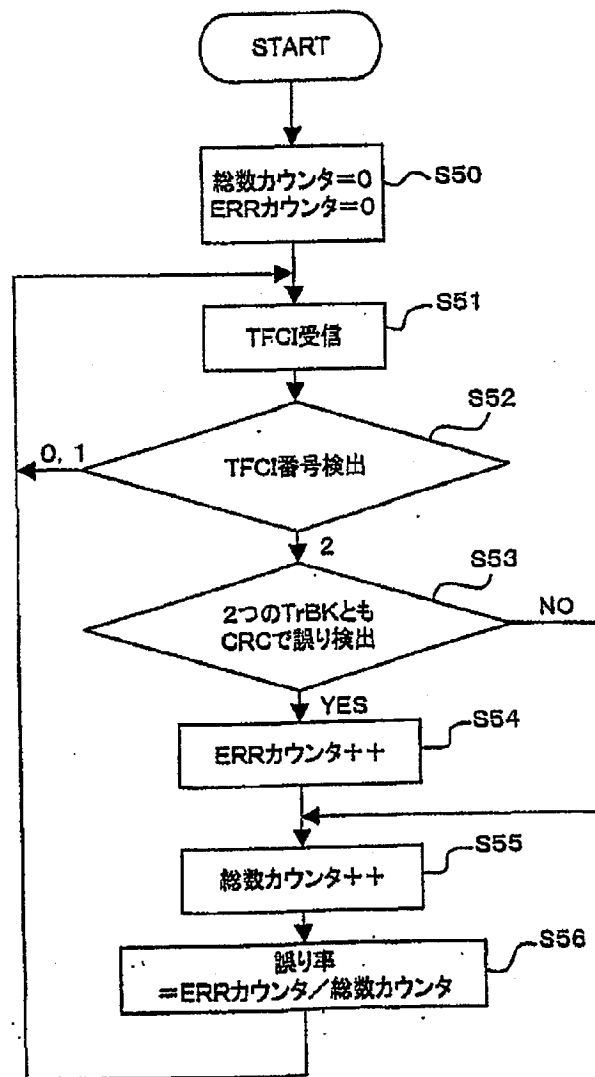 START
総数カウンタ=0
ERRカウンタ=0
S50
S51
TFCI受信
S52
0, 1
TFCI番号検出
2
S53
2つのTrBKとも
CRCで誤り検出
NO
YES
S54
ERRカウンタ++
S55
総数カウンタ++
S56
誤り率
=ERRカウンタ/総数カウンタ